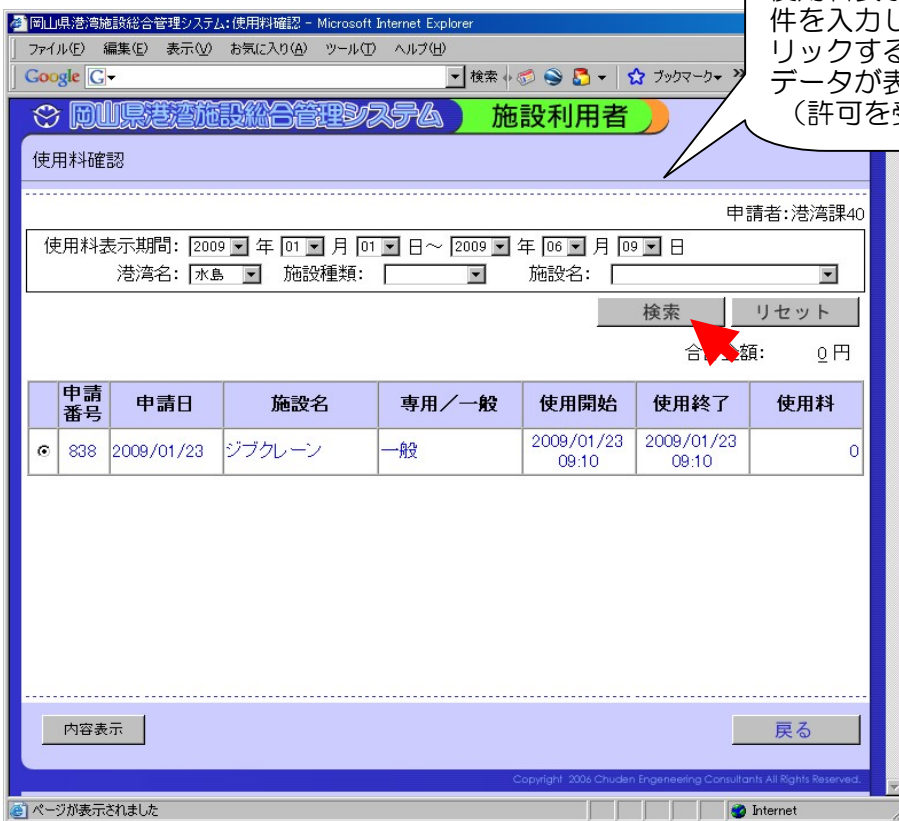 岡山県港湾施設総合管理システム:使用料確認 - Microsoft Internet Explorer
ファイル(F) 編集(E) 表示(V) お気に入り(A) ツール(T) ヘルプ(H)
Google G 検索 ブックマーク
件を入力し
リックする
データが
(許可を
岡山県港湾施設総合管理システム 施設利用者
使用料確認
申請者:港湾課40
使用料表示期間: 2009 年 01 月 01 日~ 2009 年 06 月 09 日
港湾名: 水島 施設種類: 施設名:
検索 リセット
額: 0円
申請番号 申請日 施設名 専用/一般 使用開始 使用終了 使用料
838 2009/01/23 ジブクレーン 一般 2009/01/23 09:10 2009/01/23 09:10 0
内容表示 戻る
Copyright 2006 Chuden Engeneering Consultants All Rights Reserved.
ページが表示されました Internet